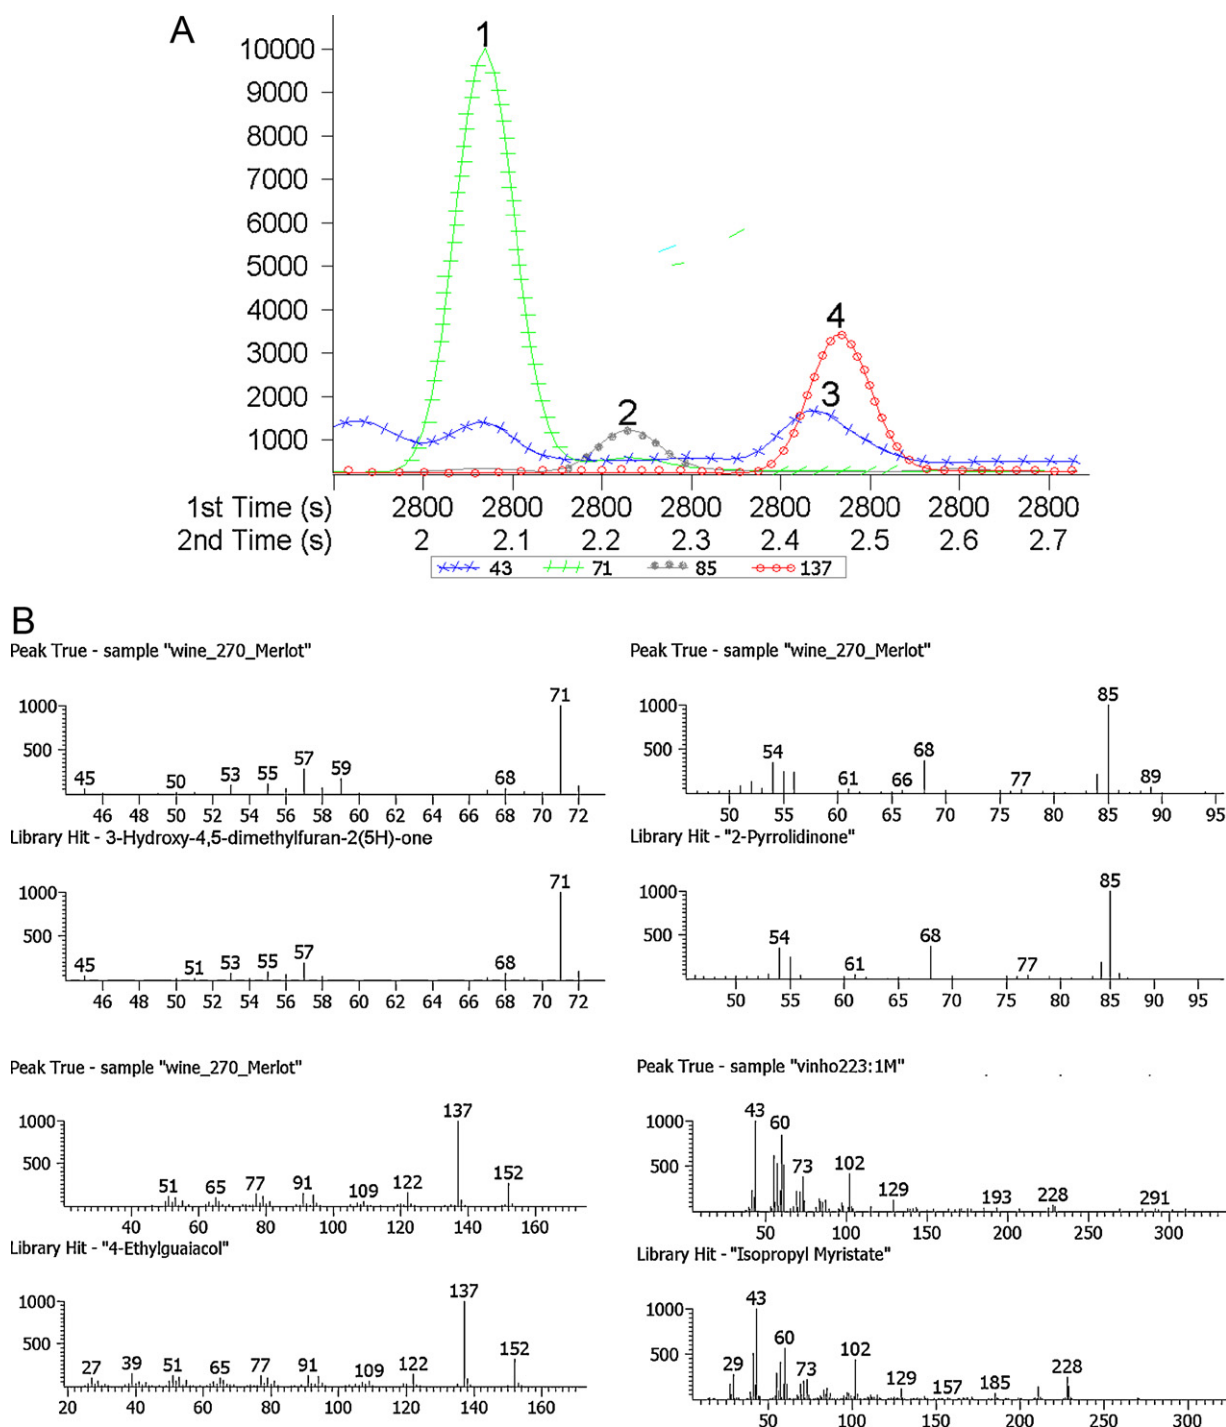 A
1
10000
9000
8000
7000
6000
5000
4000
3000
2000
1000
2
3
4
1st Time (s) 2800 2800 2800 2800 2800 2800 2800 2800
2nd Time (s) 2 2.1 2.2 2.3 2.4 2.5 2.6 2.7
43 71 85 137
B
Peak True - sample "wine_270_Merlot"
1000
500
45 50 53 55 57 59 68 71
46 48 50 52 54 56 58 60 62 64 66 68 70 72
Library Hit - 3-Hydroxy-4,5-dimethylfuran-2(5H)-one
1000
500
45 51 53 55 57 68 71
46 48 50 52 54 56 58 60 62 64 66 68 70 72
Peak True - sample "wine_270_Merlot"
1000
500
54 61 66 68 77 85 89
50 55 60 65 70 75 80 85 90 95
Library Hit - "2-Pyrrolidinone"
1000
500
54 61 68 77 85
50 55 60 65 70 75 80 85 90 95
Peak True - sample "wine_270_Merlot"
1000
500
51 65 77 91 109 122 137 152
40 60 80 100 120 140 160
Library Hit - "4-Ethylguaiacol"
1000
500
27 39 51 65 77 91 109 122 137 152
20 40 60 80 100 120 140 160
Peak True - sample "vinho223:1M"
1000
500
43 60 73 102 129 193 228 291
50 100 150 200 250 300
Library Hit - "Isopropyl Myristate"
1000
500
29 43 60 73 102 129 157 185 228
50 100 150 200 250 300